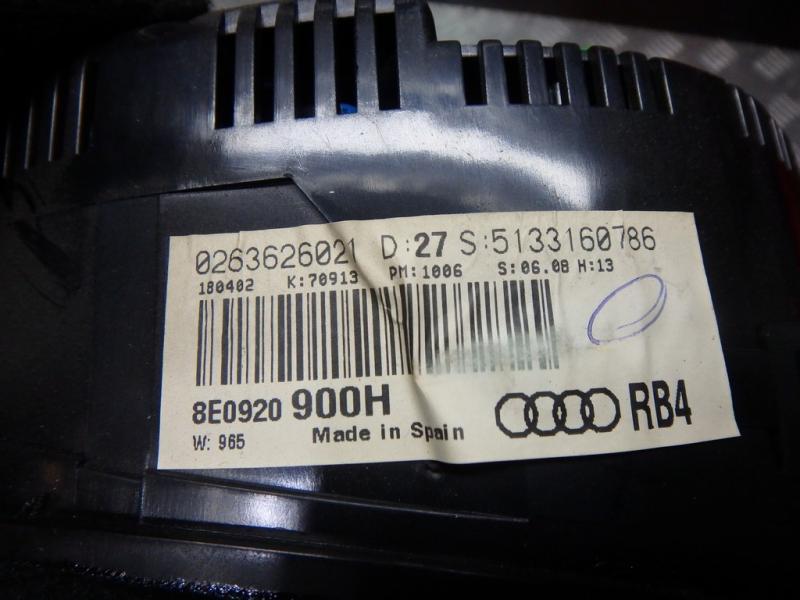 0263626021 D:27 S:5133160786
180402 K:70913 PM:1006 S:06.08 H:13
8E0920 900H RB4
W: 965 Made in Spain